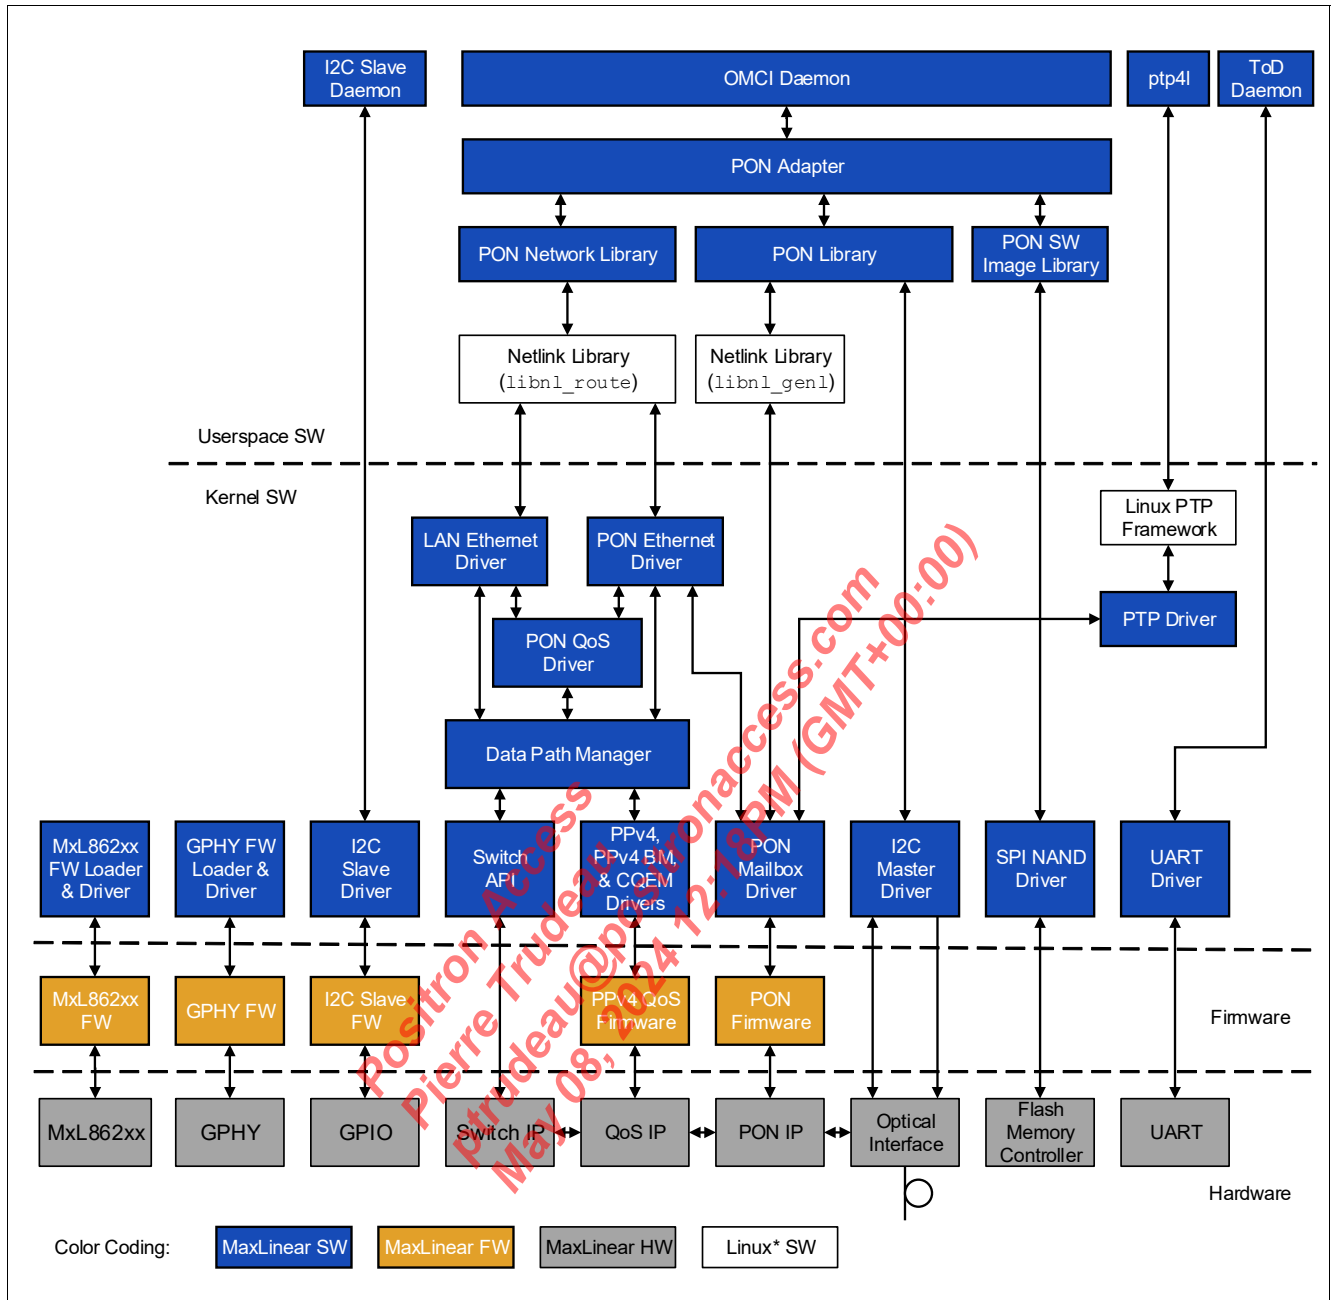 I2C Slave
Daemon
OMCI Daemon
ptp4l
ToD
Daemon
PON Adapter
PON Network Library
PON Library
PON SW
Image Library
Netlink Library
(libnl_route)
Netlink Library
(libnl_genl)
Userspace SW
Kernel SW
LAN Ethernet
Driver
PON Ethernet
Driver
Linux PTP
Framework
PON QoS
Driver
PTP Driver
Data Path Manager
MxL862xx
FW Loader
& Driver
GPHY FW
Loader &
Driver
I2C
Slave
Driver
Switch
API
PPv4,
PPv4 BM,
& CQEM
Drivers
PON
Mailbox
Driver
I2C
Master
Driver
SPI NAND
Driver
UART
Driver
MxL862xx
FW
GPHY FW
I2C Slave
FW
PPv4 QoS
Firmware
PON
Firmware
Firmware
MxL862xx
GPHY
GPIO
Switch IP
QoS IP
PON IP
Optical
Interface
Flash
Memory
Controller
UART
Hardware
Color Coding:
MaxLinear SW
MaxLinear FW
MaxLinear HW
Linux* SW
Positron Access
Pierre Trudeau
ptrudeau@positronaccess.com
May 08, 2024 12:18PM (GMT+00:00)